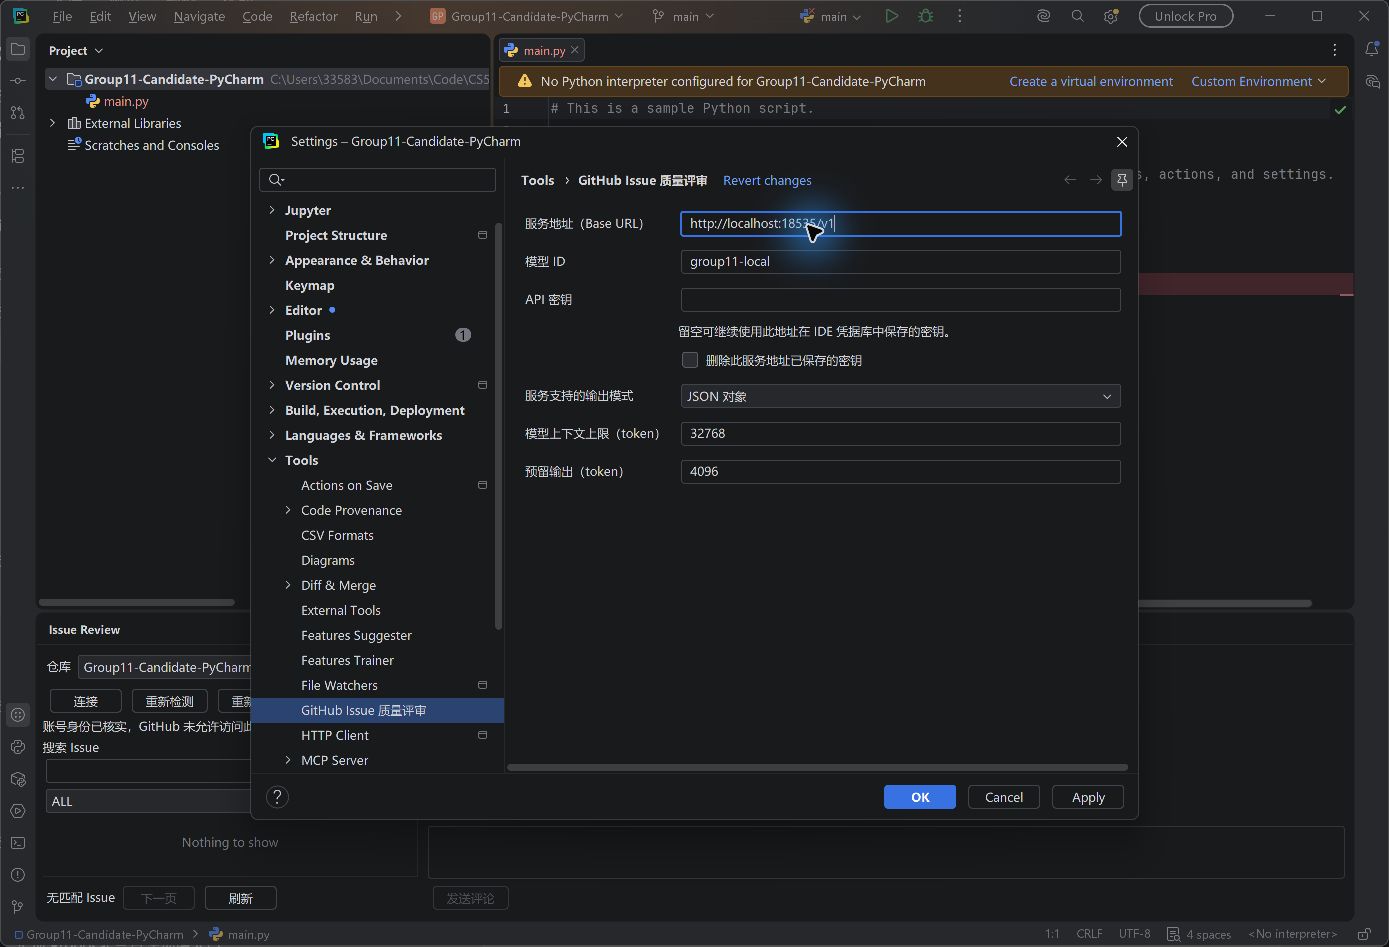 File Edit View Navigate Code Refactor Run GP Group11-Candidate-PyCharm main main Unlock Pro
Project
main.py
Group11-Candidate-PyCharm C:\Users\33583\Documents\Code\CS5
main.py
External Libraries
Scratches and Consoles
No Python interpreter configured for Group11-Candidate-PyCharm Create a virtual environment Custom Environment
1 # This is a sample Python script.
s, actions, and settings.
Settings – Group11-Candidate-PyCharm
Jupyter
Project Structure
Appearance & Behavior
Keymap
Editor
Plugins 1
Memory Usage
Version Control
Build, Execution, Deployment
Languages & Frameworks
Tools
Actions on Save
Code Provenance
CSV Formats
Diagrams
Diff & Merge
External Tools
Features Suggester
Features Trainer
File Watchers
GitHub Issue 质量评审
HTTP Client
MCP Server
Tools › GitHub Issue 质量评审 Revert changes
服务地址（Base URL） http://localhost:18535/v1
模型 ID group11-local
API 密钥
留空可继续使用此地址在 IDE 凭据库中保存的密钥。
删除此服务地址已保存的密钥
服务支持的输出模式 JSON 对象
模型上下文上限（token） 32768
预留输出（token） 4096
? OK Cancel Apply
Issue Review
仓库 Group11-Candidate-PyCharm
连接 重新检测 重新
账号身份已核实，GitHub 未允许访问此
搜索 Issue
ALL
Nothing to show
无匹配 Issue 下一页 刷新
发送评论
Group11-Candidate-PyCharm > main.py 1:1 CRLF UTF-8 4 spaces <No interpreter>